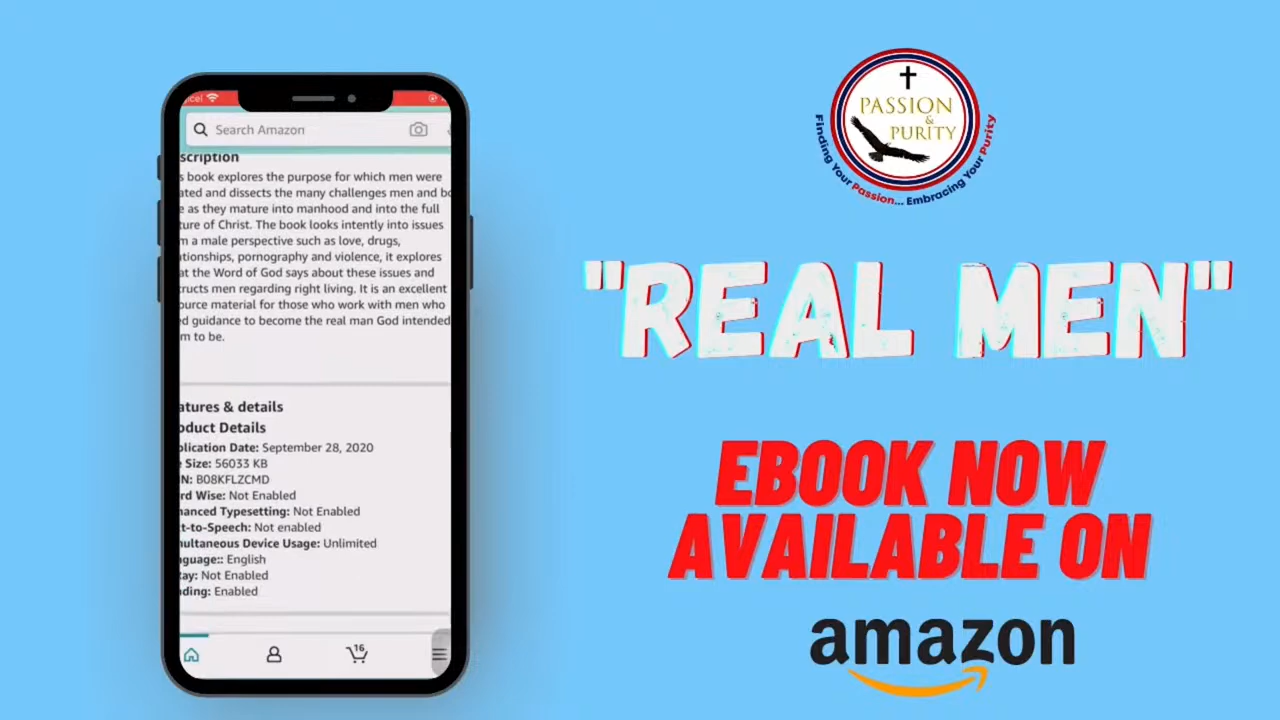 cel
Search Amazon
scription
s book explores the purpose for which men were
ated and dissects the many challenges men and bo
e as they mature into manhood and into the full
ture of Christ. The book looks intently into issues
m a male perspective such as love, drugs,
tionships, pornography and violence, it explores
at the Word of God says about these issues and
tructs men regarding right living. It is an excellent
ource material for those who work with men who
ed guidance to become the real man God intended
m to be.
atures & details
oduct Details
blication Date: September 28, 2020
e Size: 56033 KB
IN: B08KFLZCMD
rd Wise: Not Enabled
hanced Typesetting: Not Enabled
t-to-Speech: Not enabled
multaneous Device Usage: Unlimited
nguage:: English
Ray: Not Enabled
nding: Enabled
16
PASSION
&
PURITY
Finding Your Passion... Embracing Your Purity
"REAL MEN"
EBOOK NOW
AVAILABLE ON
amazon